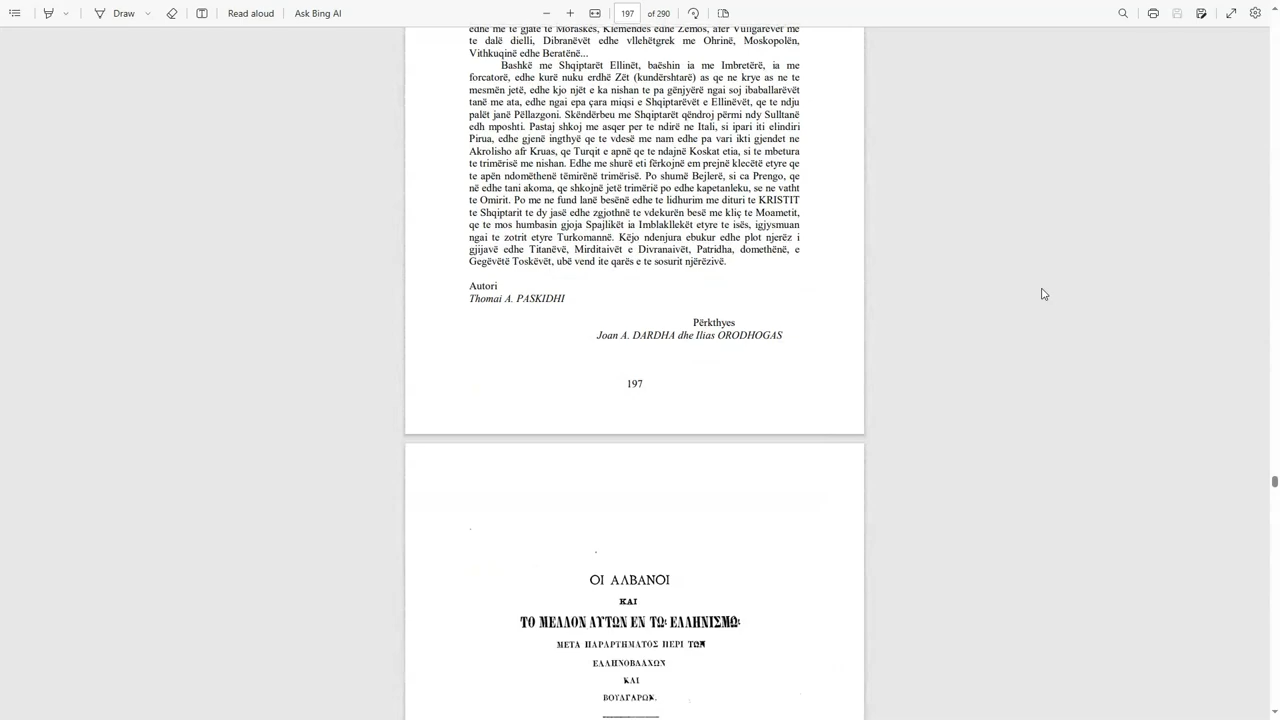 Draw
Read aloud
Ask Bing AI
197
of 290
edhe me te gjatë te Moraskës, Klemendës edhe Zemos, afër Vullgarëvët me
te dalë dielli, Dibranëvët edhe vllehëtgrek me Ohrinë, Moskopolën,
Vithkuqinë edhe Beratënë...
Bashkë me Shqiptarët Ellinët, baëshin ia me Imbretërë, ia me
forcatorë, edhe kurë nuku erdhë Zët (kundërshtarë) as qe ne krye as ne te
mesmën jetë, edhe kjo njët e ka nishan te pa gënjyërë ngai soj ibaballarëvët
tanë me ata, edhe ngai epa çara miqsi e Shqiptarëvët e Ellinëvët, qe te ndju
palët janë Pëllazgoni. Skëndërbeu me Shqiptarët qëndroj përmi ndy Sulltanë
edh mposhti. Pastaj shkoj me asqer per te ndirë ne Itali, si ipari iti elindiri
Pirua, edhe gjenë ingthyë qe te vdesë me nam edhe pa vari ikti gjendet ne
Akrolisho afr Kruas, qe Turqit e apnë qe te ndajnë Koskat etia, si te mbetura
te trimërisë me nishan. Edhe me shurë eti fërkojnë em prejnë klecëtë etyre qe
te apën ndomëthenë tëmirënë trimërisë. Po shumë Bejlerë, si ca Prengo, qe
në edhe tani akoma, qe shkojnë jetë trimërië po edhe kapetanleku, se ne vatht
te Omirit. Po me ne fund lanë besënë edhe te lidhurim me dituri te KRISTIT
te Shqiptarit te dy jasë edhe zgjothnë te vdekurën besë me kliç te Moametit,
qe te mos humbasin gjoja Spajlikët ia Imblakllekët etyre te isës, igjysmuan
ngai te zotrit etyre Turkomannë. Këjo ndenjura ebukur edhe plot njerëz i
gjijavë edhe Titanëvë, Mirditaivët e Divranaivët, Patridha, domethënë, e
Gegëvëtë Toskëvët, ubë vend ite qarës e te sosurit njërëzivë.
Autori
Thomai A. PASKIDHI
Përkthyes
Joan A. DARDHA dhe Ilias ORODHOGAS
197
ΟΙ ΑΛΒΑΝΟΙ
ΚΑΙ
ΤΟ ΜΕΛΛΟΝ ΑΥΤΩΝ ΕΝ ΤΩι ΕΛΛΗΝΙΣΜΩι
ΜΕΤΑ ΠΑΡΑΡΤΗΜΑΤΟΣ ΠΕΡΙ ΤΩΝ
ΕΛΛΗΝΟΒΛΑΧΩΝ
ΚΑΙ
ΒΟΥΛΓΑΡΩΝ.